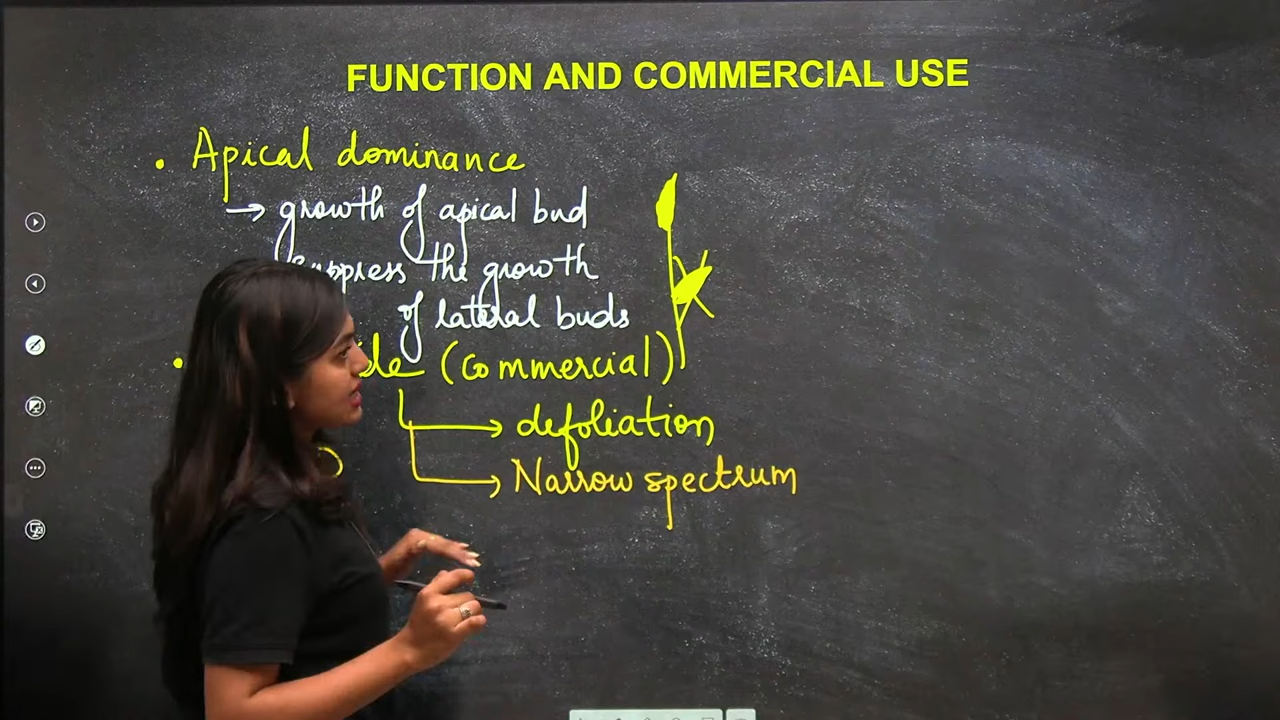 FUNCTION AND COMMERCIAL USE
• Apical dominance
→ growth of apical bud
suppress the growth
of lateral buds
• (Commercial)
→ defoliation
→ Narrow spectrum